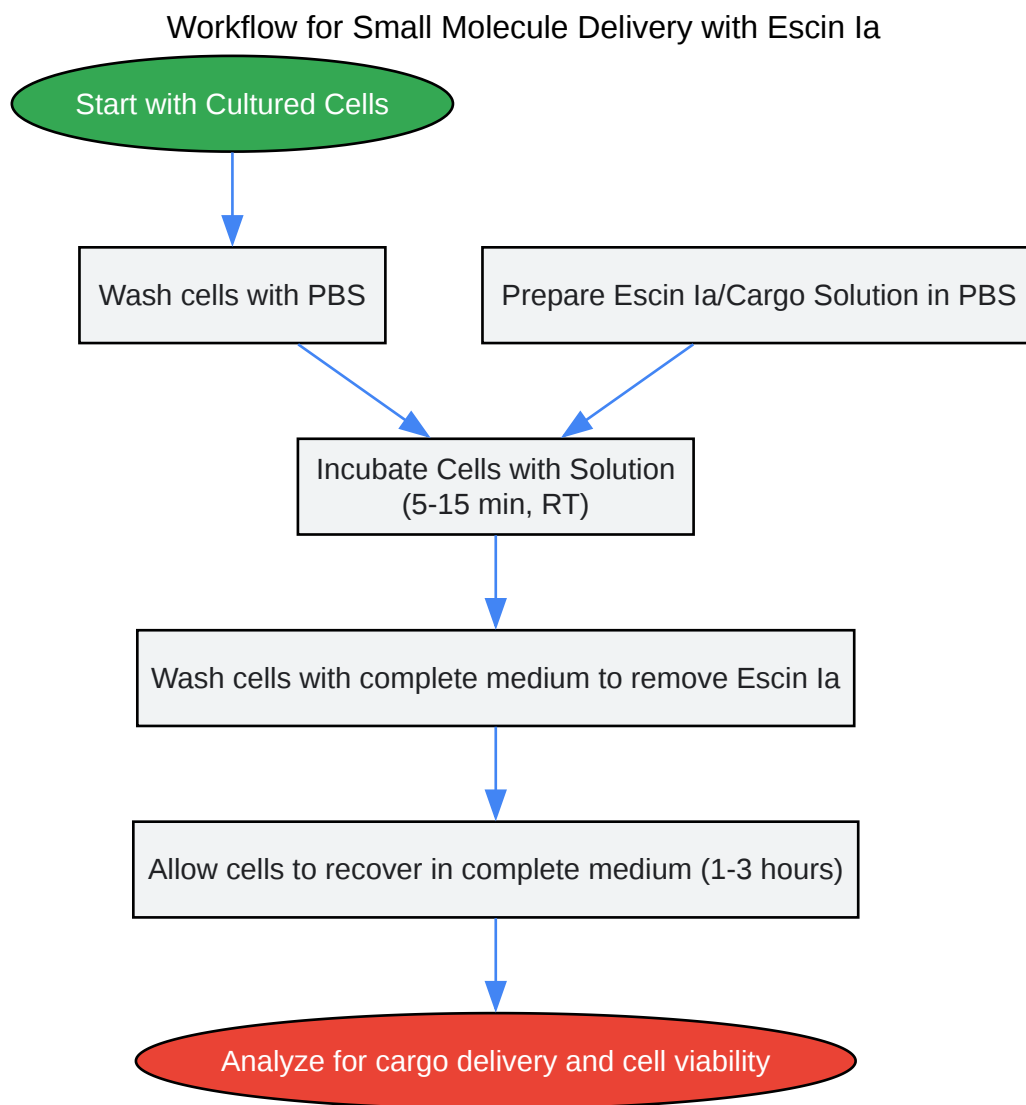 Workflow for Small Molecule Delivery with Escin Ia
Start with Cultured Cells
Wash cells with PBS
Prepare Escin Ia/Cargo Solution in PBS
Incubate Cells with Solution
(5-15 min, RT)
Wash cells with complete medium to remove Escin Ia
Allow cells to recover in complete medium (1-3 hours)
Analyze for cargo delivery and cell viability